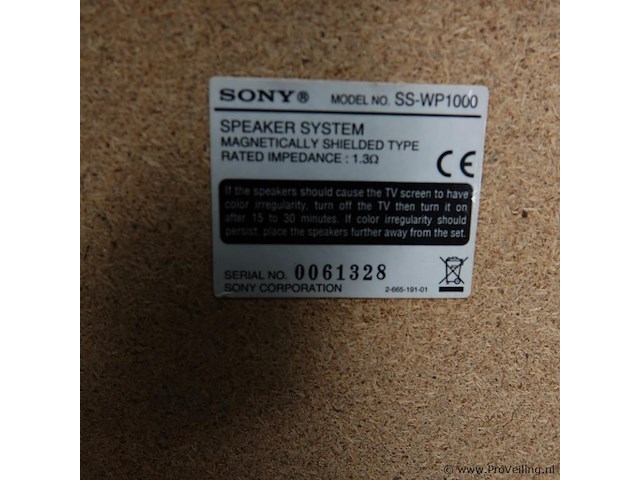 SONY® MODEL NO. SS-WP1000
SPEAKER SYSTEM
MAGNETICALLY SHIELDED TYPE
RATED IMPEDANCE : 1.3Ω
CE
If the speakers should cause the TV screen to have
color irregularity, turn off the TV then turn it on
after 15 to 30 minutes. If color irregularity should
persist, place the speakers further away from the set.
SERIAL NO. 0061328
SONY CORPORATION 2-665-191-01
© www.ProVeiling.nl